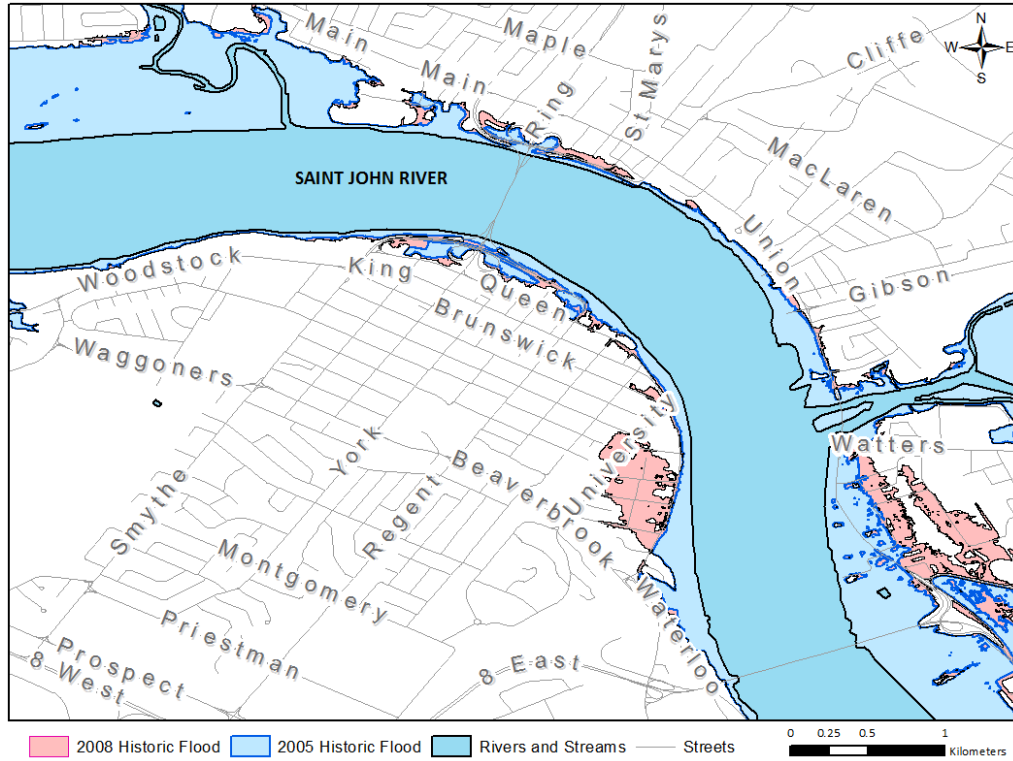 N
W E
S
Main
Maple
Main
Ring
St Marys
Cliffe
MacLaren
SAINT JOHN RIVER
Union
Gibson
Woodstock
King
Queen
Brunswick
Waggoners
University
Watters
York
Beaverbrook
Regent
Smythe
Montgomery
Waterloo
Priestman
Prospect
8 West
8 East
2008 Historic Flood
2005 Historic Flood
Rivers and Streams
Streets
0 0.25 0.5 1
Kilometers